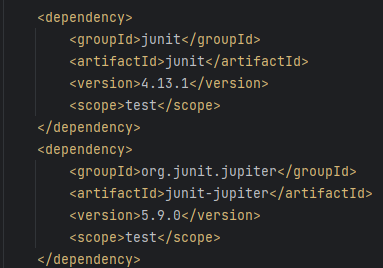 <dependency>
    <groupId>junit</groupId>
    <artifactId>junit</artifactId>
    <version>4.13.1</version>
    <scope>test</scope>
</dependency>
<dependency>
    <groupId>org.junit.jupiter</groupId>
    <artifactId>junit-jupiter</artifactId>
    <version>5.9.0</version>
    <scope>test</scope>
</dependency>